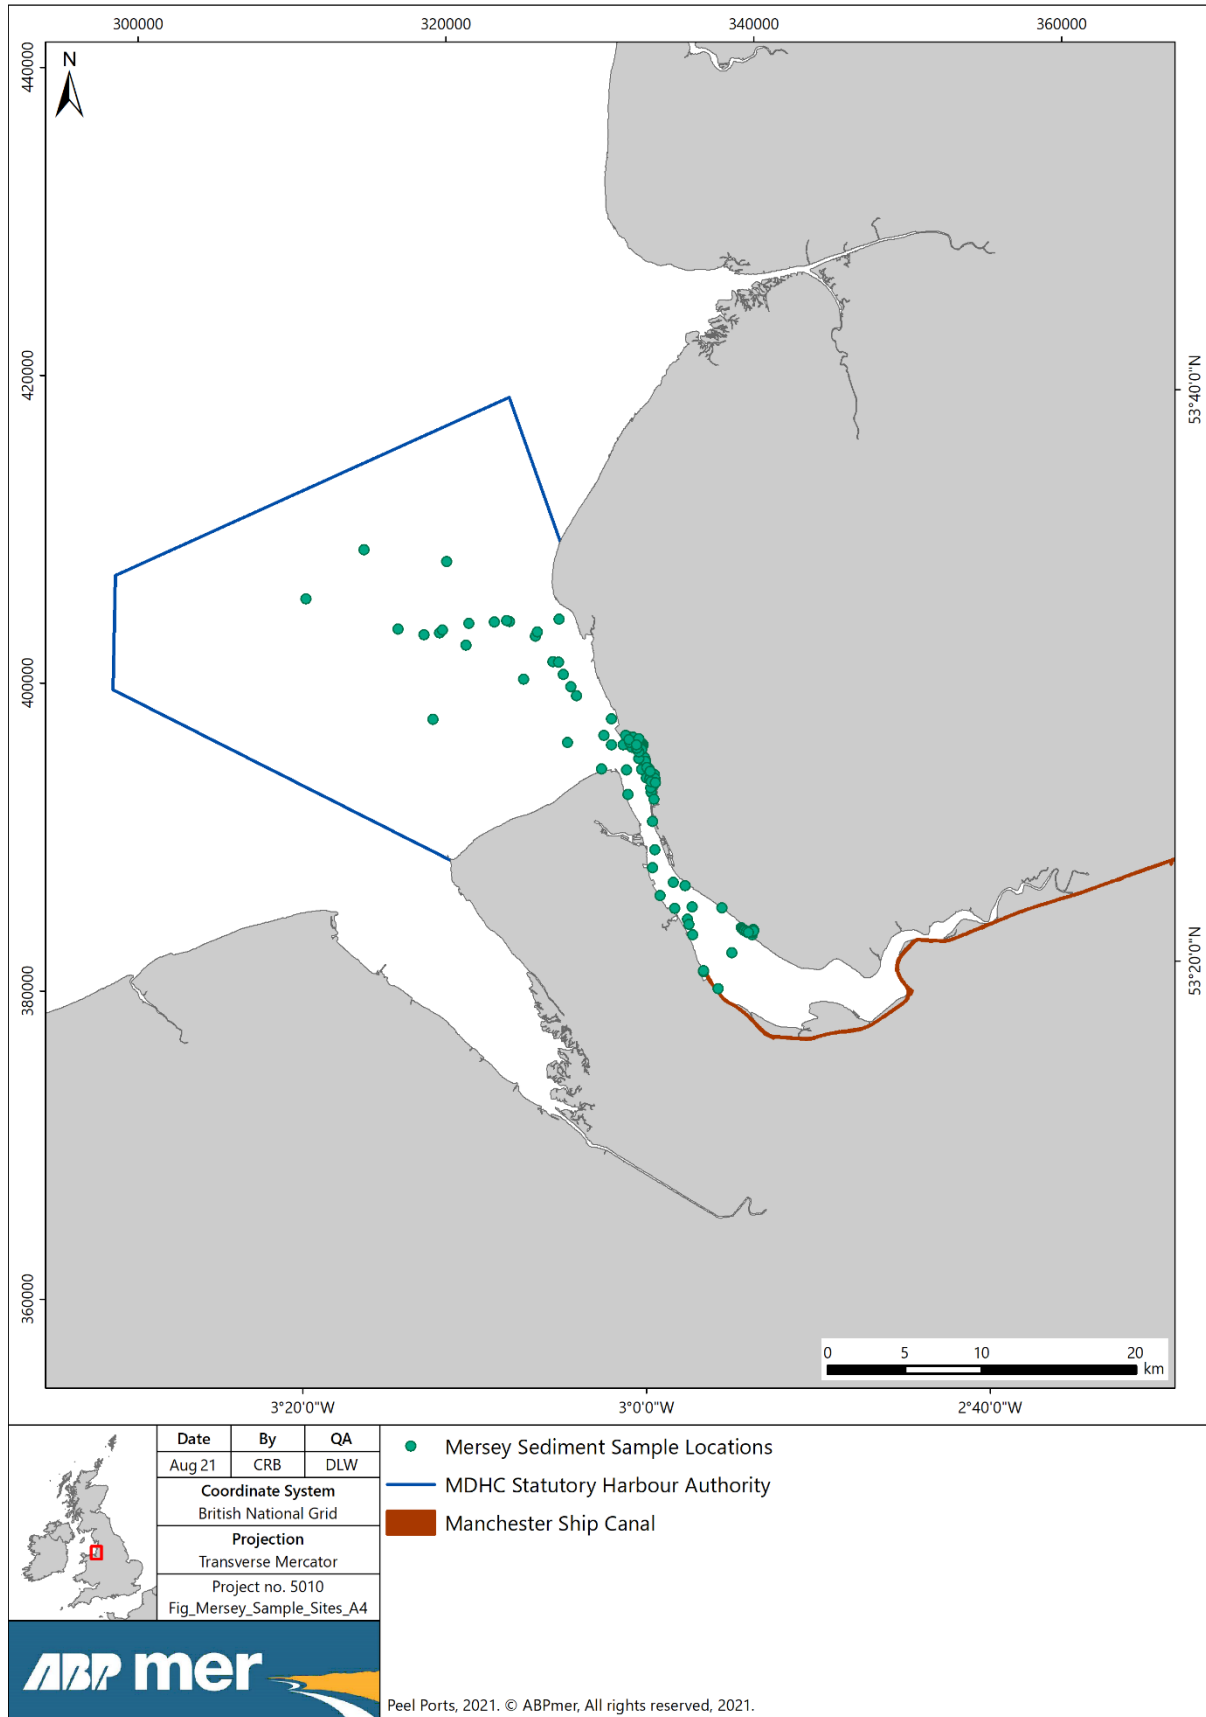 300000
320000
340000
360000
440000
420000
400000
380000
360000
N
53°40'0"N
53°20'0"N
0 5 10 20
km
3°20'0"W
3°0'0"W
2°40'0"W
Date By QA
Aug 21 CRB DLW
Coordinate System
British National Grid
Projection
Transverse Mercator
Project no. 5010
Fig_Mersey_Sample_Sites_A4
ABP mer
Mersey Sediment Sample Locations
MDHC Statutory Harbour Authority
Manchester Ship Canal
Peel Ports, 2021. © ABPmer, All rights reserved, 2021.